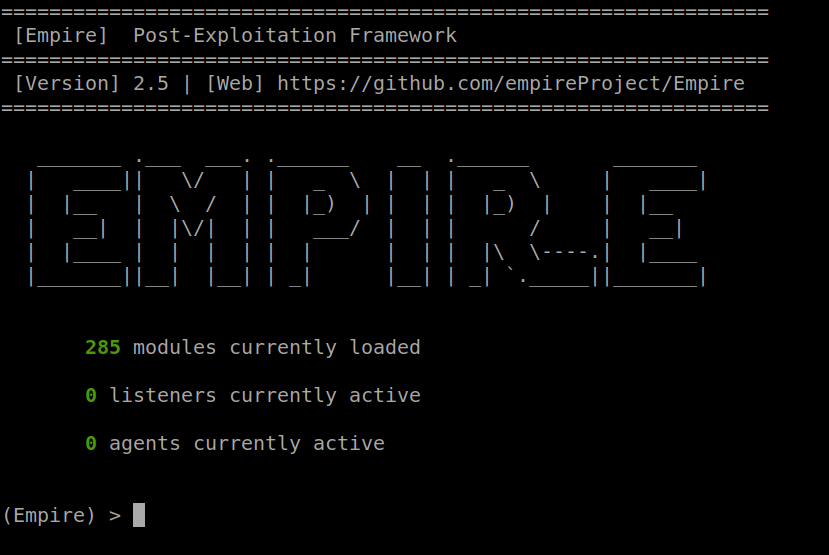 [Empire]  Post-Exploitation Framework
[Version] 2.5 | [Web] https://github.com/empireProject/Empire
EMPIRE
285 modules currently loaded
0 listeners currently active
0 agents currently active
(Empire) >